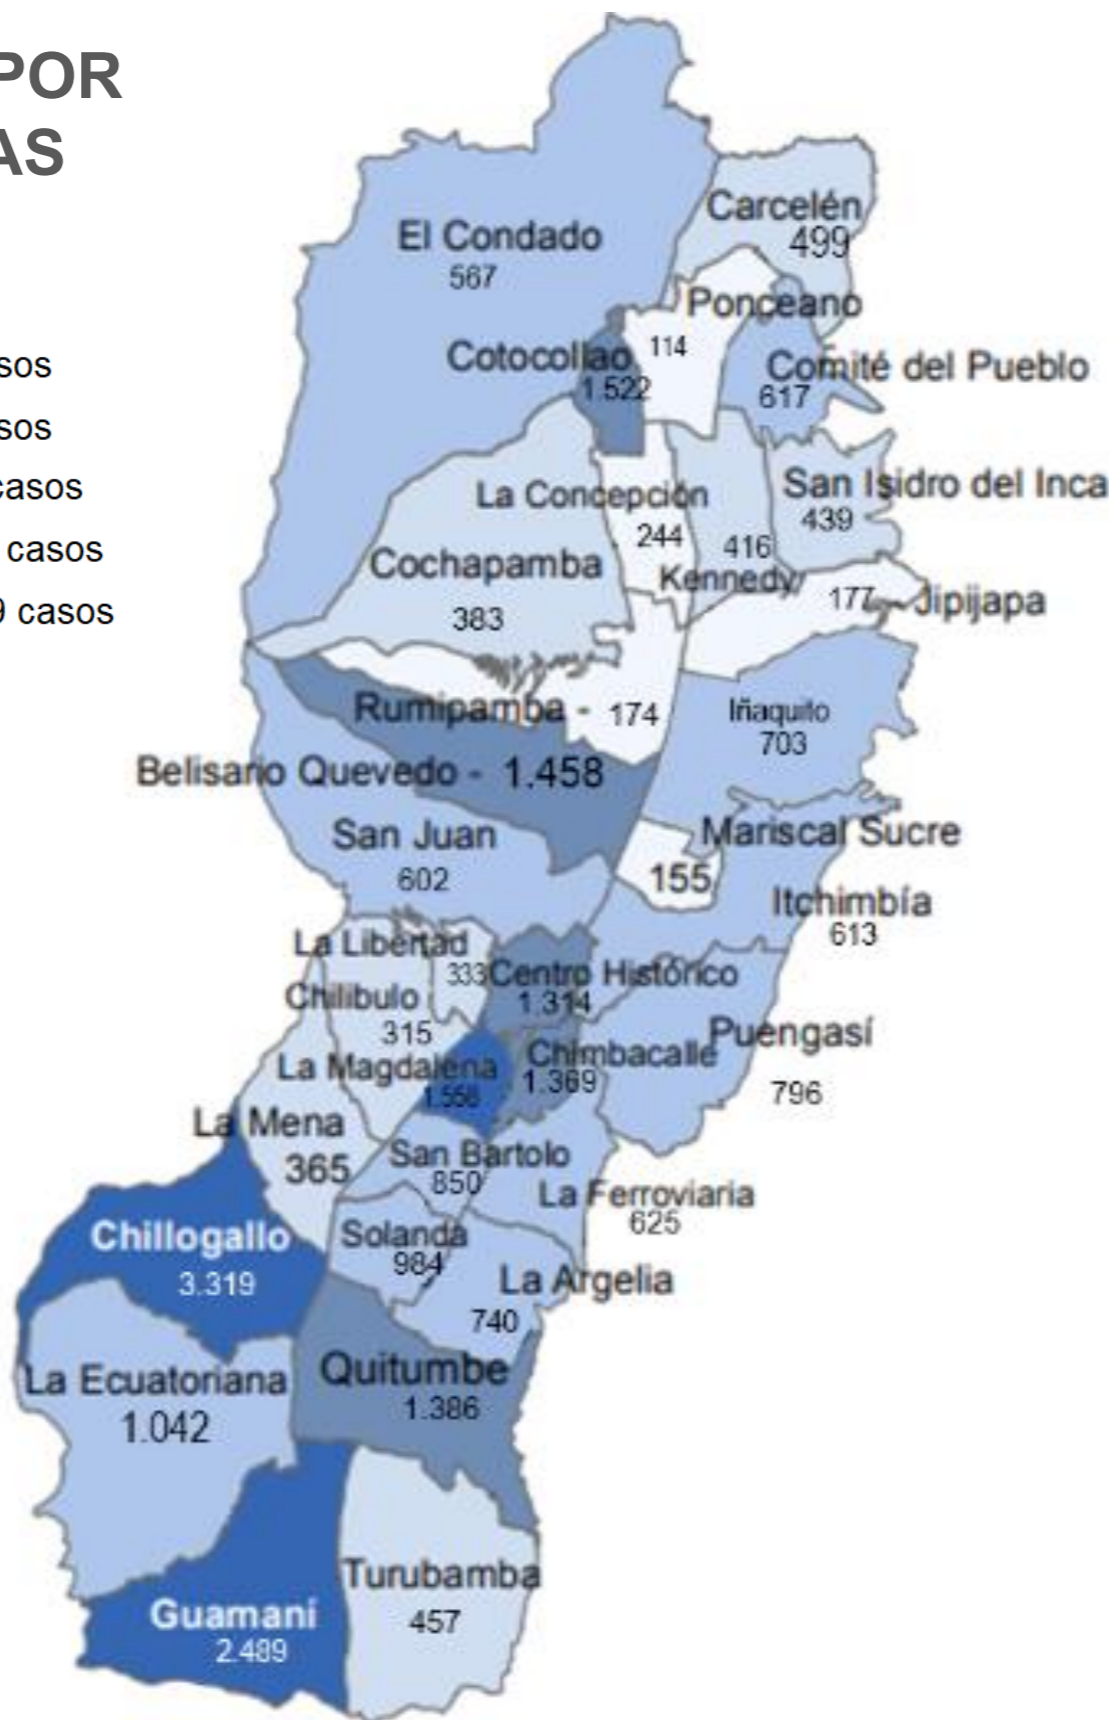 POR
AS
sos
sos
casos
casos
9 casos
El Condado
567
Carcelén
499
Ponceano
114
Cotocollao
1.522
Comité del Pueblo
617
La Concepción
244
San Isidro del Inca
439
416
Kennedy
Cochapamba
383
177
Jipijapa
Rumipamba - 174
Iñaquito
703
Belisario Quevedo - 1.458
San Juan
602
Mariscal Sucre
155
Itchimbía
613
La Libertad
333
Centro Histórico
1.314
Chilibulo
315
Puengasí
796
La Magdalena
1.558
Chimbacalle
1.369
La Mena
365
San Bartolo
850
La Ferroviaria
625
Chillogallo
3.319
Solanda
984
La Argelia
740
La Ecuatoriana
1.042
Quitumbe
1.386
Turubamba
457
Guamaní
2.489